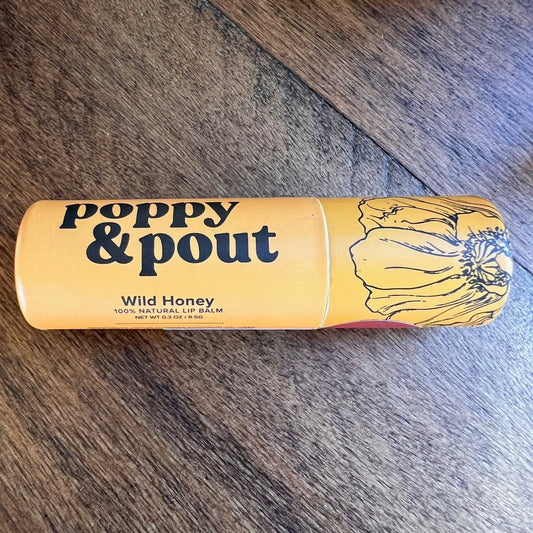 poppy
& pout
Wild Honey
100% NATURAL LIP BALM
NET WT 0.3 OZ / 8.5G